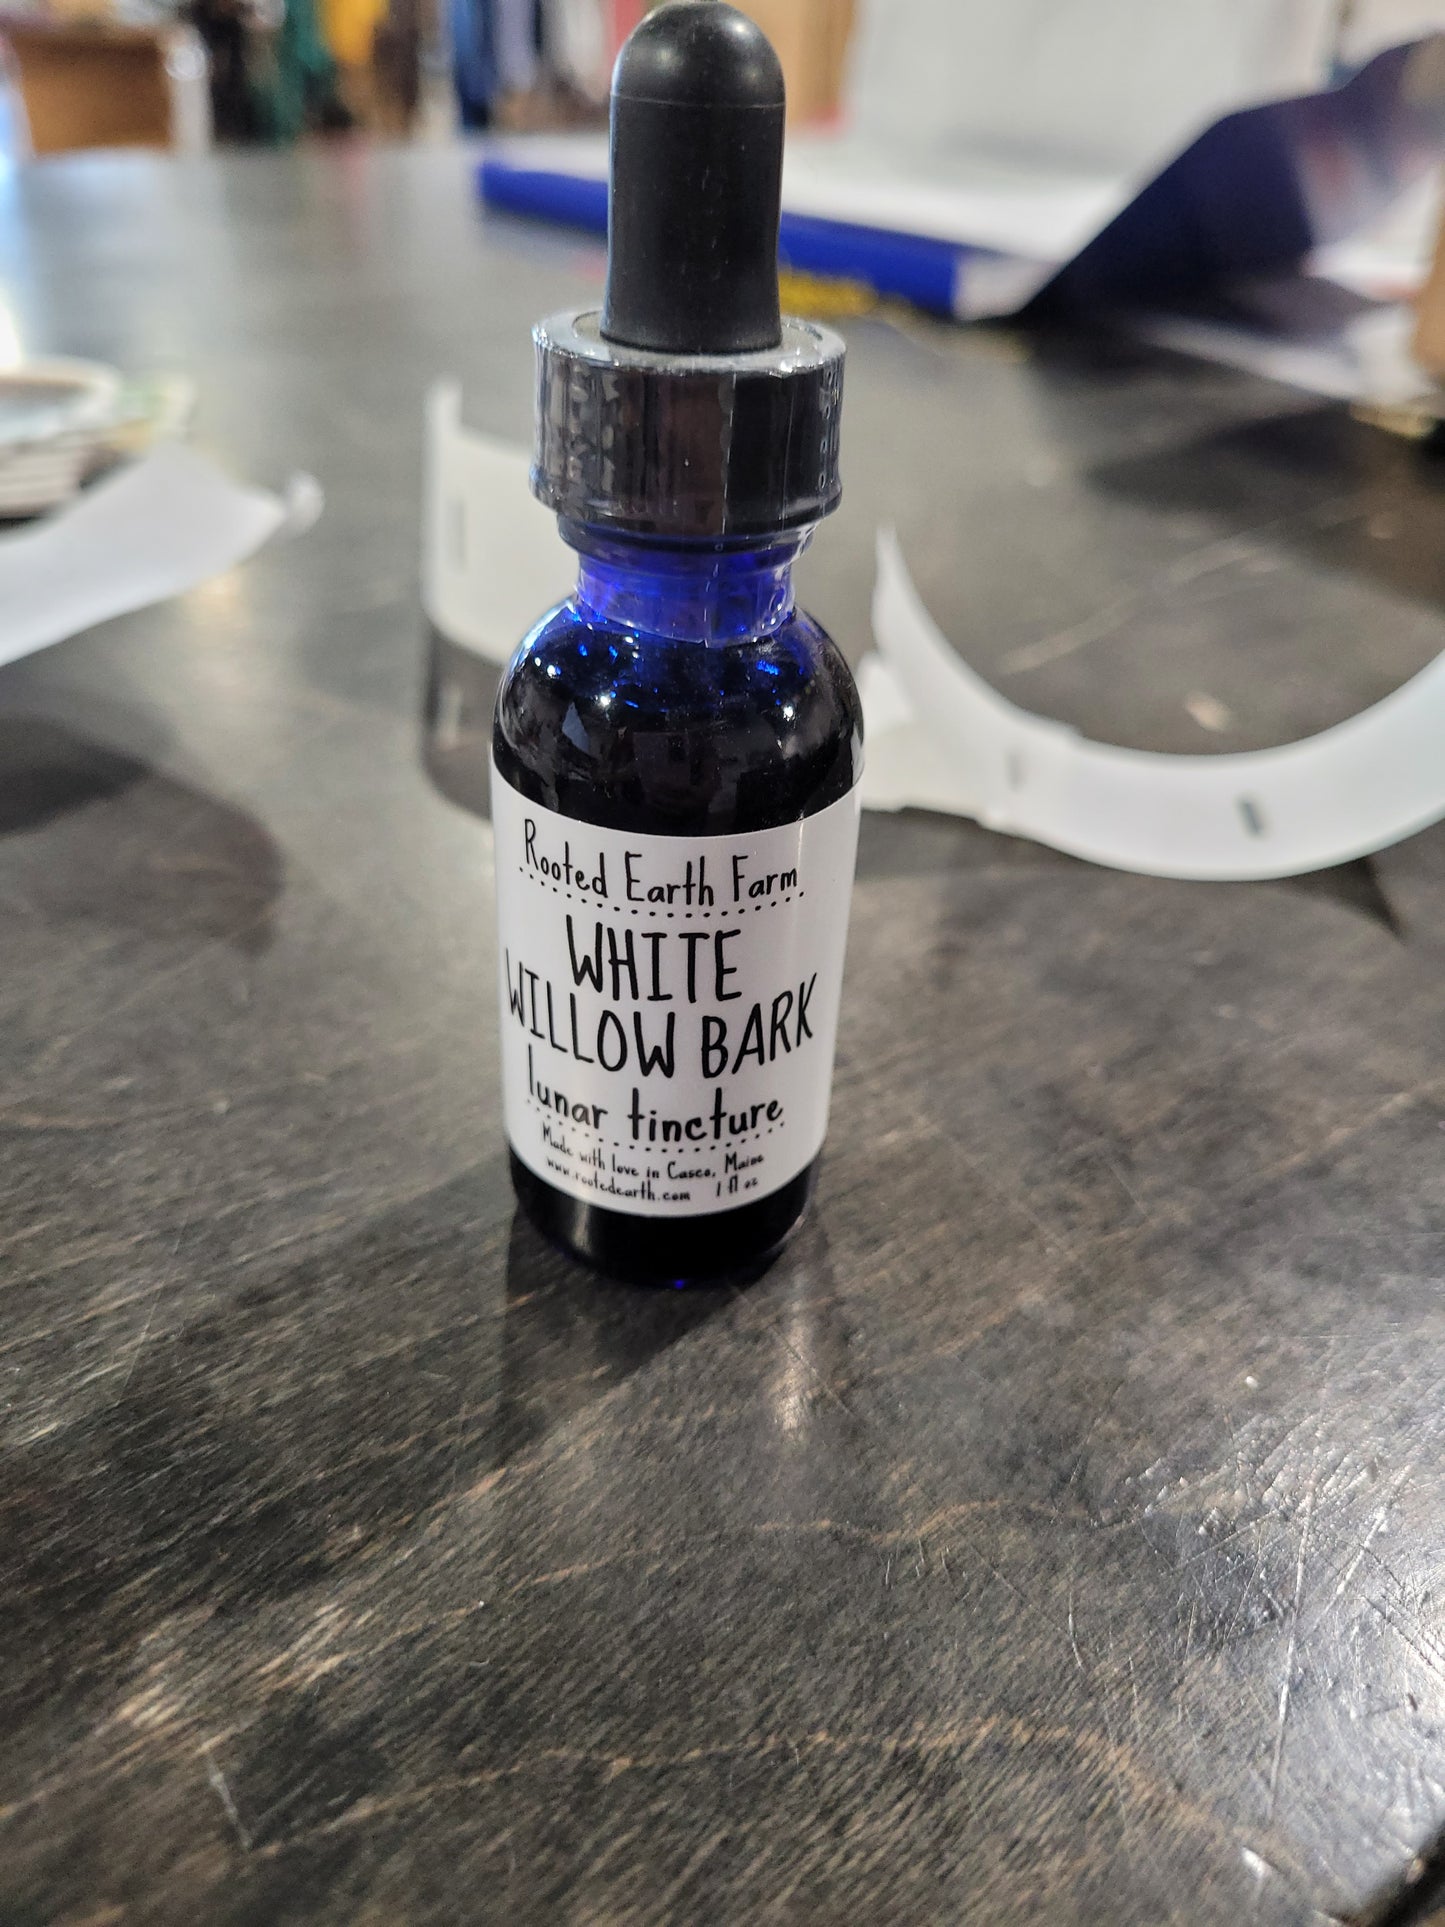 Rooted Earth Farm
WHITE
WILLOW BARK
lunar tincture
Made with love in Casco, Maine
www.rootedearth.com 1 fl oz